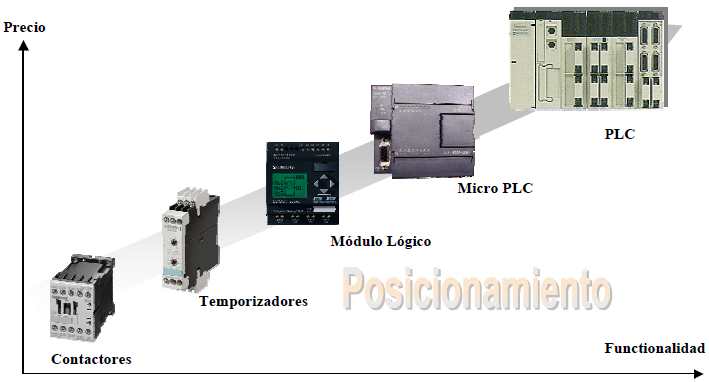 Precio
PLC
Micro PLC
Módulo Lógico
Temporizadores
Posicionamiento
Contactores
Functionalidad